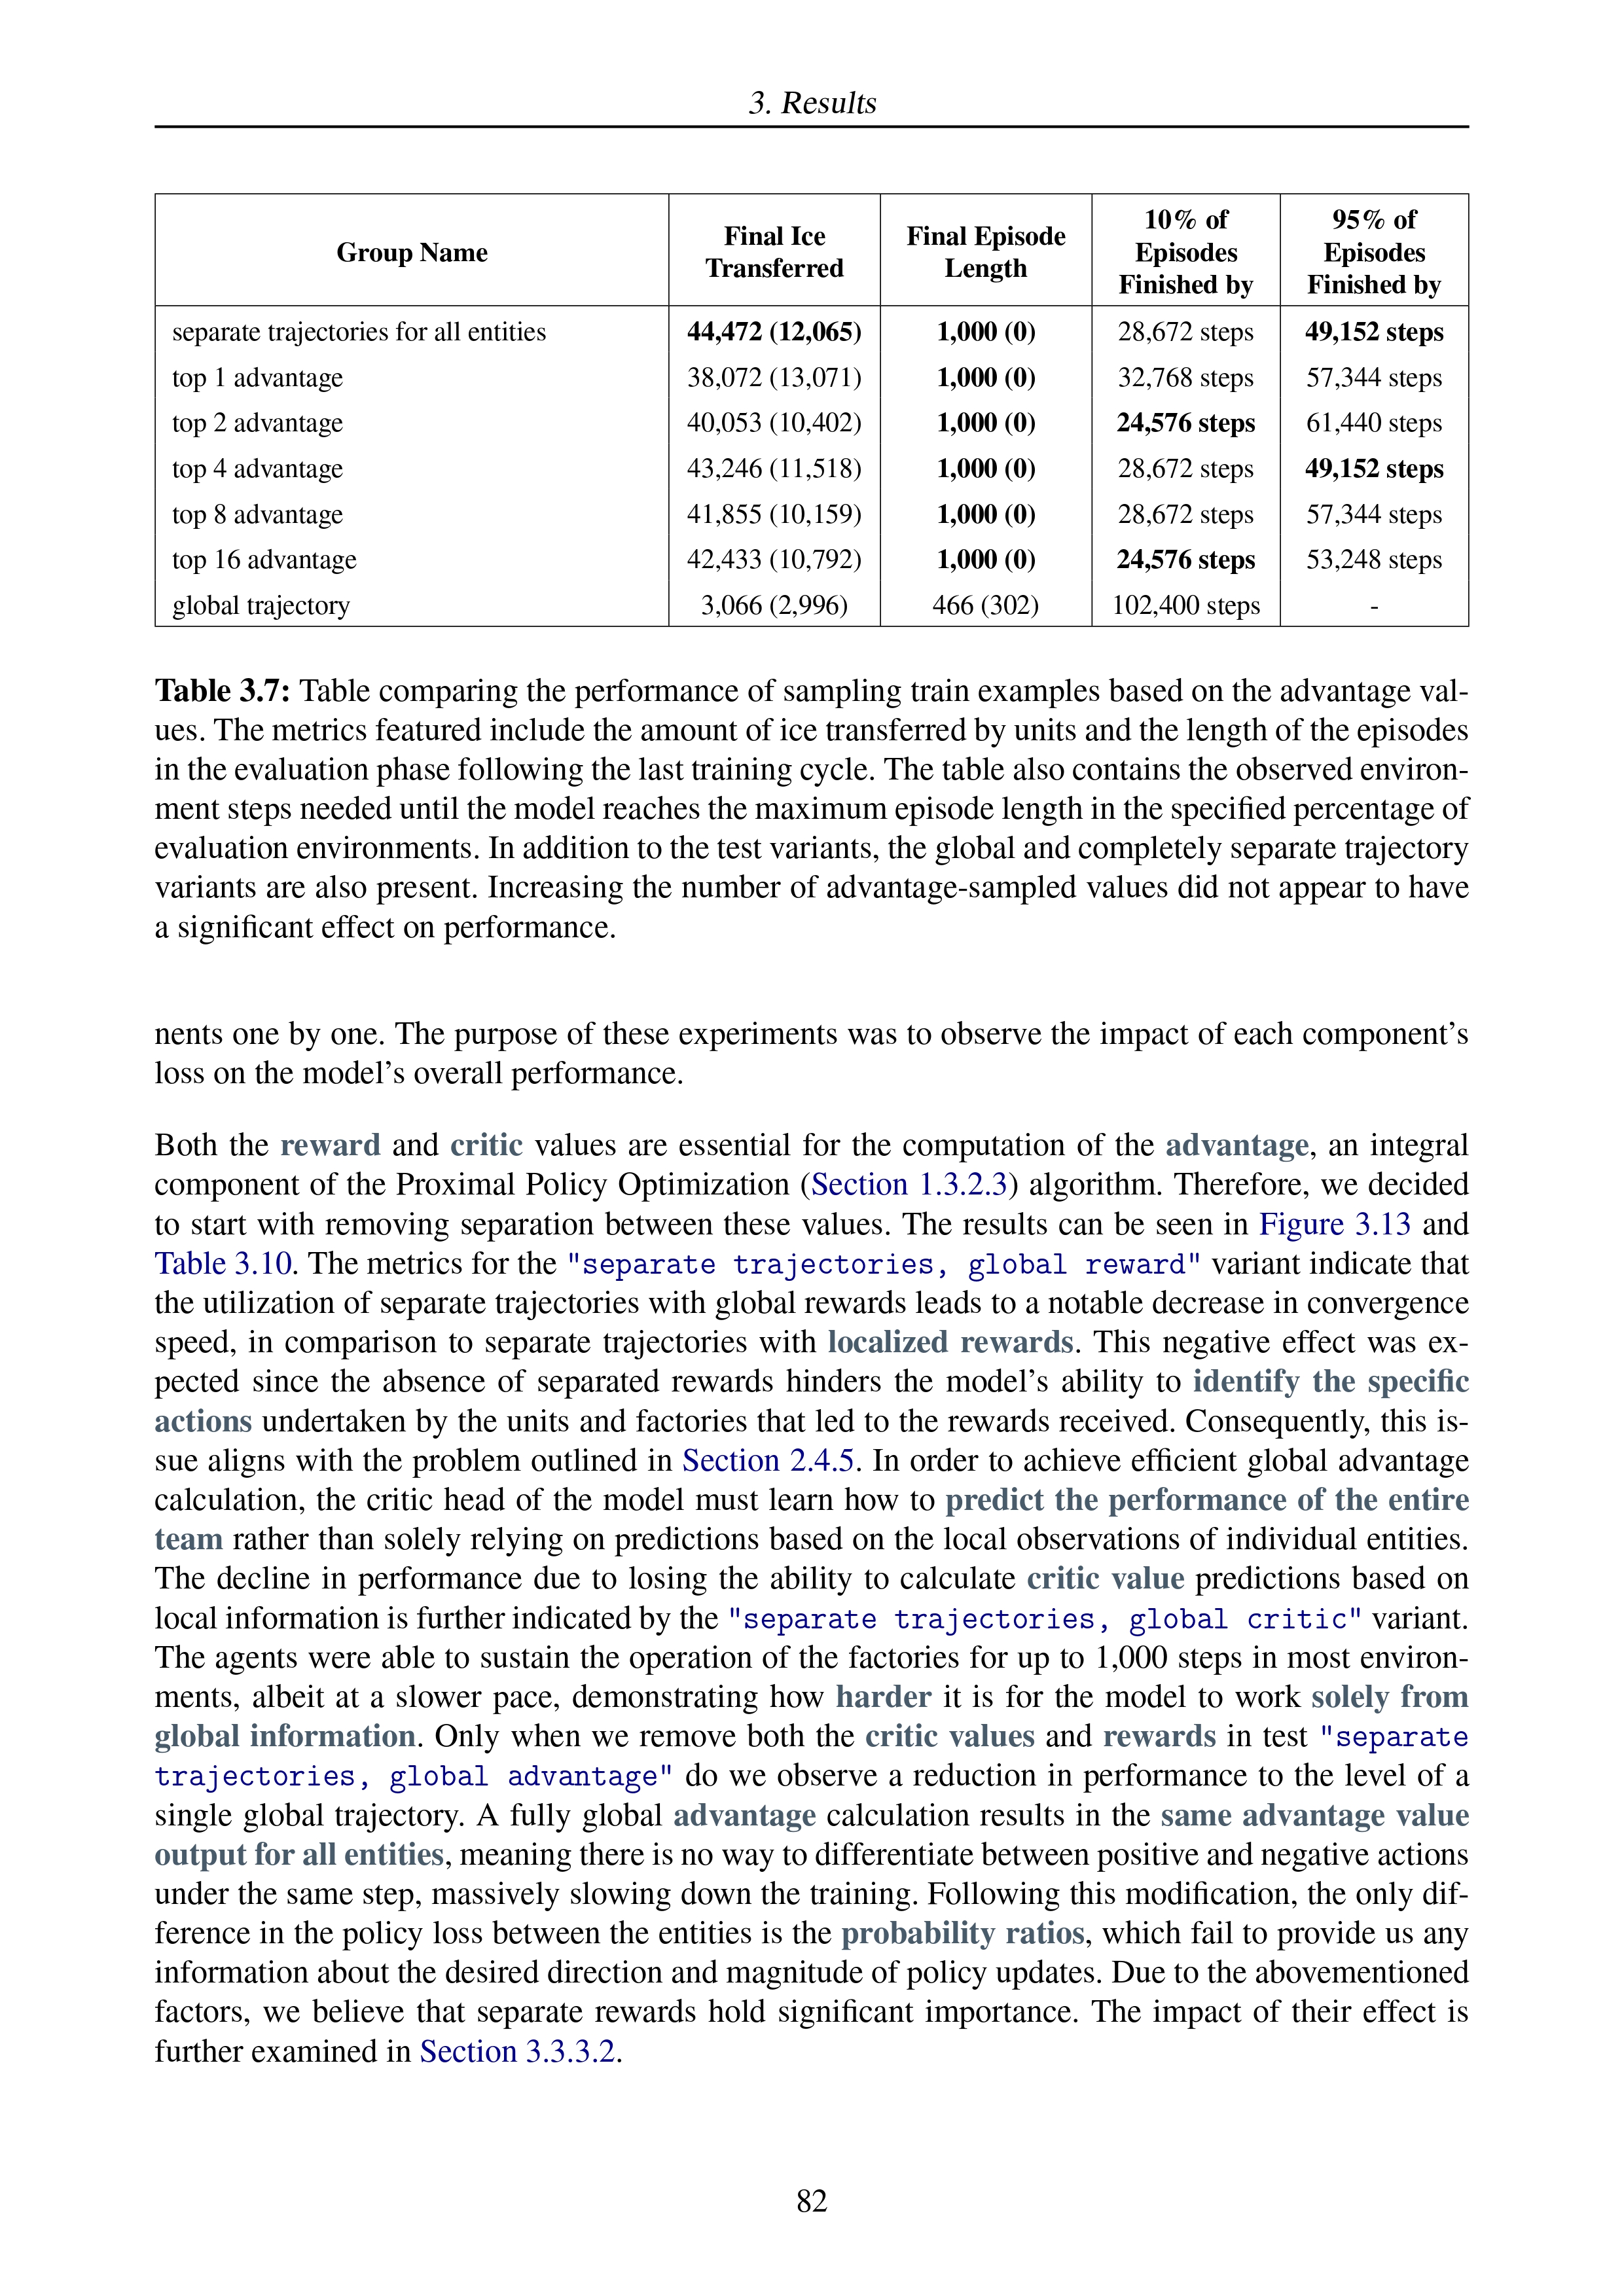 3. Results
Group Name
Final Ice
Transferred
Final Episode
Length
10% of
Episodes
Finished by
95% of
Episodes
Finished by
separate trajectories for all entities 44,472 (12,065) 1,000 (0) 28,672 steps 49,152 steps
top 1 advantage 38,072 (13,071) 1,000 (0) 32,768 steps 57,344 steps
top 2 advantage 40,053 (10,402) 1,000 (0) 24,576 steps 61,440 steps
top 4 advantage 43,246 (11,518) 1,000 (0) 28,672 steps 49,152 steps
top 8 advantage 41,855 (10,159) 1,000 (0) 28,672 steps 57,344 steps
top 16 advantage 42,433 (10,792) 1,000 (0) 24,576 steps 53,248 steps
global trajectory 3,066 (2,996) 466 (302) 102,400 steps -
Table 3.7: Table comparing the performance of sampling train examples based on the advantage val-
ues. The metrics featured include the amount of ice transferred by units and the length of the episodes
in the evaluation phase following the last training cycle. The table also contains the observed environ-
ment steps needed until the model reaches the maximum episode length in the specified percentage of
evaluation environments. In addition to the test variants, the global and completely separate trajectory
variants are also present. Increasing the number of advantage-sampled values did not appear to have
a significant effect on performance.
nents one by one. The purpose of these experiments was to observe the impact of each component's
loss on the model's overall performance.
Both the reward and critic values are essential for the computation of the advantage, an integral
component of the Proximal Policy Optimization (Section 1.3.2.3) algorithm. Therefore, we decided
to start with removing separation between these values. The results can be seen in Figure 3.13 and
Table 3.10. The metrics for the "separate trajectories, global reward" variant indicate that
the utilization of separate trajectories with global rewards leads to a notable decrease in convergence
speed, in comparison to separate trajectories with localized rewards. This negative effect was ex-
pected since the absence of separated rewards hinders the model's ability to identify the specific
actions undertaken by the units and factories that led to the rewards received. Consequently, this is-
sue aligns with the problem outlined in Section 2.4.5. In order to achieve efficient global advantage
calculation, the critic head of the model must learn how to predict the performance of the entire
team rather than solely relying on predictions based on the local observations of individual entities.
The decline in performance due to losing the ability to calculate critic value predictions based on
local information is further indicated by the "separate trajectories, global critic" variant.
The agents were able to sustain the operation of the factories for up to 1,000 steps in most environ-
ments, albeit at a slower pace, demonstrating how harder it is for the model to work solely from
global information. Only when we remove both the critic values and rewards in test "separate
trajectories, global advantage" do we observe a reduction in performance to the level of a
single global trajectory. A fully global advantage calculation results in the same advantage value
output for all entities, meaning there is no way to differentiate between positive and negative actions
under the same step, massively slowing down the training. Following this modification, the only dif-
ference in the policy loss between the entities is the probability ratios, which fail to provide us any
information about the desired direction and magnitude of policy updates. Due to the abovementioned
factors, we believe that separate rewards hold significant importance. The impact of their effect is
further examined in Section 3.3.3.2.
82